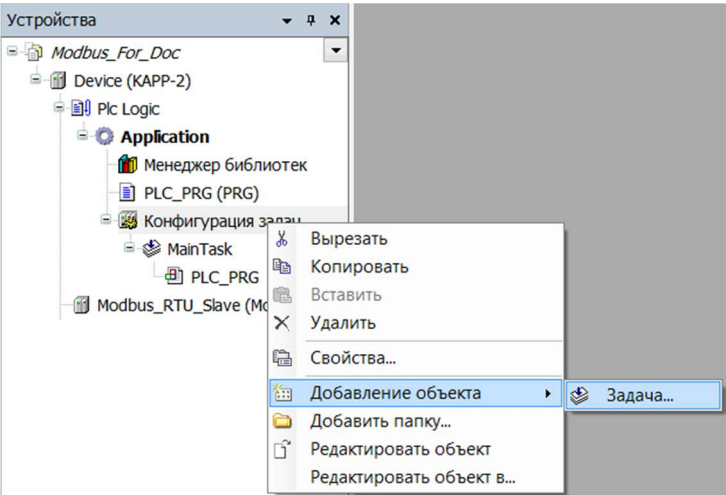 Устройства
Modbus_For_Doc
Device (KAPP-2)
Plc Logic
Application
Менеджер библиотек
PLC_PRG (PRG)
Конфигурация задач
MainTask
PLC_PRG
Modbus_RTU_Slave (Mo
Вырезать
Копировать
Вставить
Удалить
Свойства...
Добавление объекта
Задача...
Добавить папку...
Редактировать объект
Редактировать объект в...